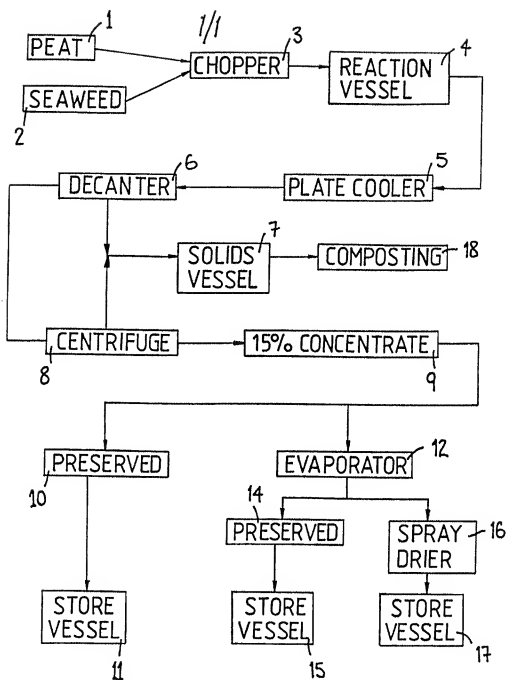 1/1
1
PEAT
3
CHOPPER
4
REACTION
VESSEL
SEAWEED
2
6
DECANTER
5
PLATE COOLER
7
SOLIDS
VESSEL
18
COMPOSTING
CENTRIFUGE
8
15% CONCENTRATE
9
PRESERVED
10
12
EVAPORATOR
14
PRESERVED
16
SPRAY
DRIER
STORE
VESSEL
11
STORE
VESSEL
15
STORE
VESSEL
17